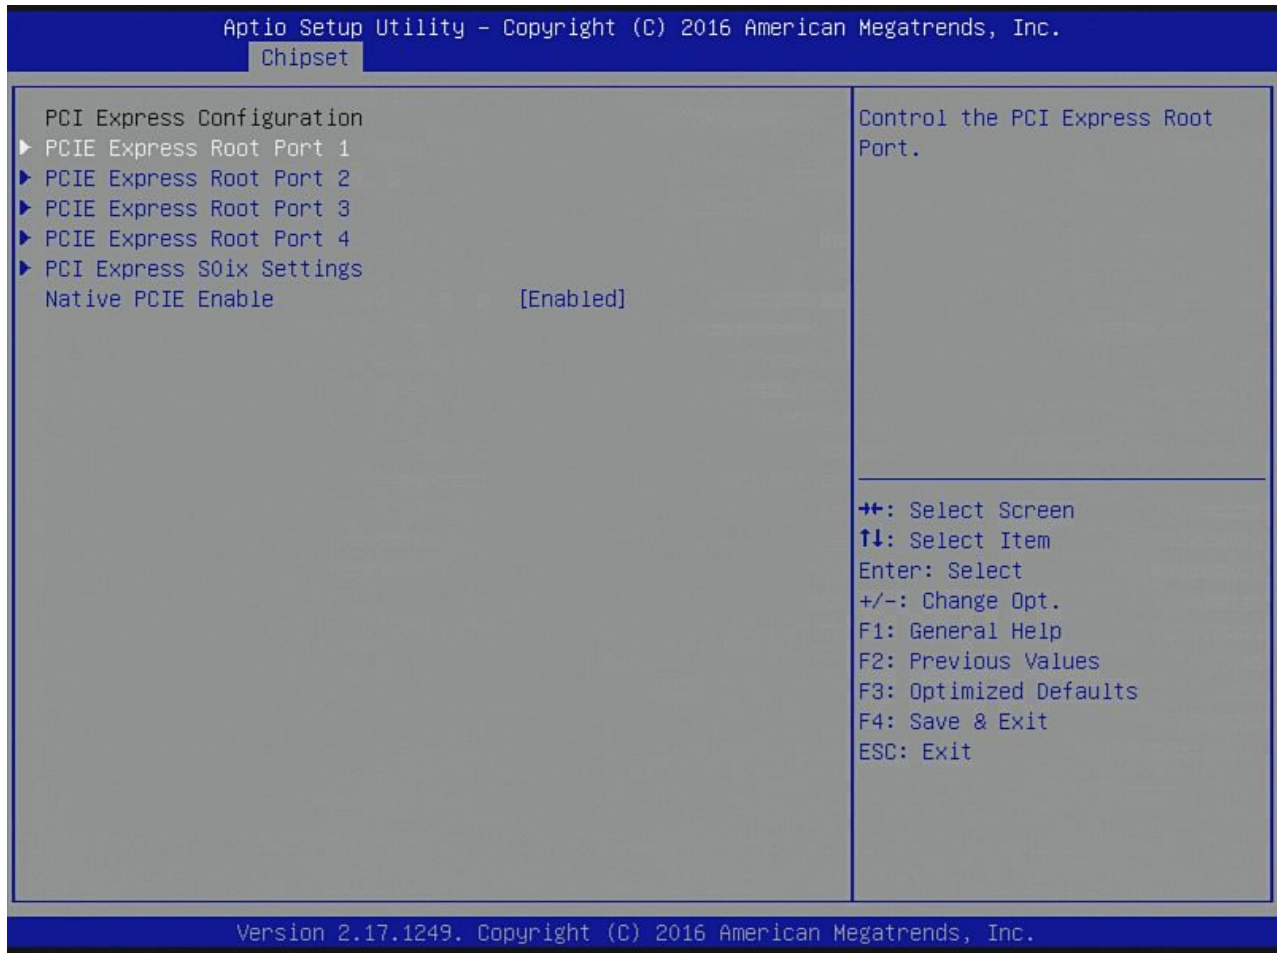 Aptio Setup Utility – Copyright (C) 2016 American Megatrends, Inc.
Chipset
PCI Express Configuration
PCIE Express Root Port 1
PCIE Express Root Port 2
PCIE Express Root Port 3
PCIE Express Root Port 4
PCI Express S0ix Settings
Native PCIE Enable [Enabled]
Control the PCI Express Root
Port.
→←: Select Screen
↑↓: Select Item
Enter: Select
+/-: Change Opt.
F1: General Help
F2: Previous Values
F3: Optimized Defaults
F4: Save & Exit
ESC: Exit
Version 2.17.1249. Copyright (C) 2016 American Megatrends, Inc.